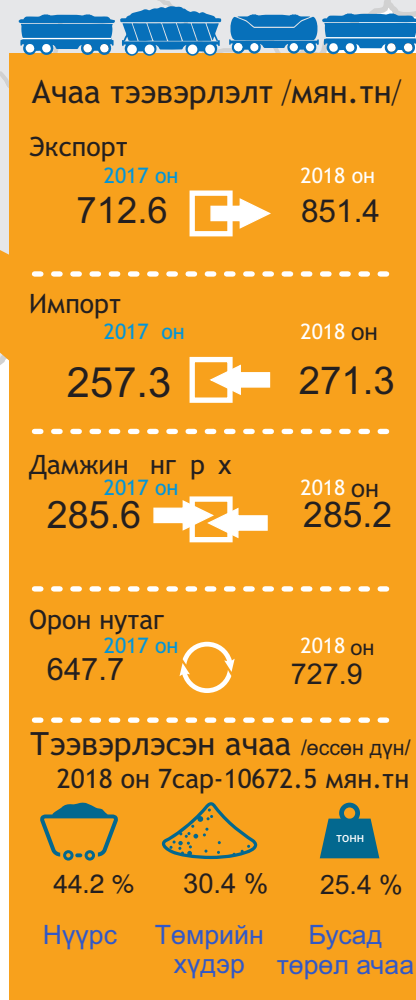 Ачаа тээвэрлэлт /мян.тн/
Экспорт
2017 он 2018 он
712.6 851.4
Импорт
2017 он 2018 он
257.3 271.3
Дамжин нг р х
2017 он 2018 он
285.6 285.2
Орон нутаг
2017 он 2018 он
647.7 727.9
Тээвэрлэсэн ачаа /өссөн дүн/
2018 он 7сар-10672.5 мян.тн
тонн
44.2 % 30.4 % 25.4 %
Нүүрс Төмрийн Бусад
хүдэр төрөл ачаа